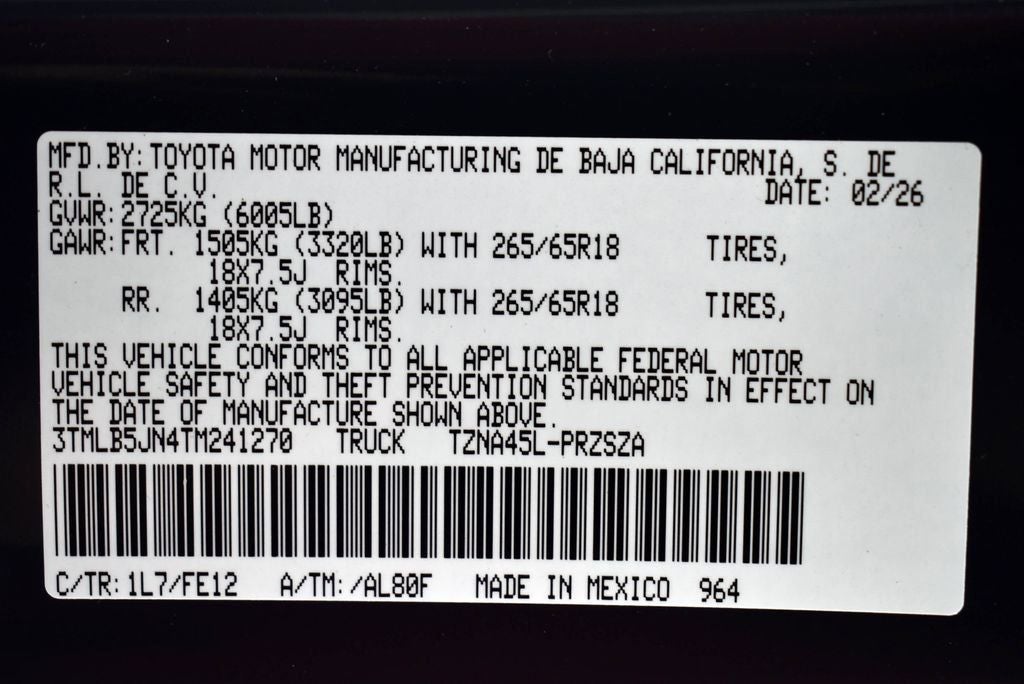 MFD.BY: TOYOTA MOTOR MANUFACTURING DE BAJA CALIFORNIA, S. DE
R.L. DE C.V. DATE: 02/26
GVWR: 2725KG (6005LB)
GAWR: FRT. 1505KG (3320LB) WITH 265/65R18 TIRES,
18X7.5J RIMS.
RR. 1405KG (3095LB) WITH 265/65R18 TIRES,
18X7.5J RIMS.
THIS VEHICLE CONFORMS TO ALL APPLICABLE FEDERAL MOTOR
VEHICLE SAFETY AND THEFT PREVENTION STANDARDS IN EFFECT ON
THE DATE OF MANUFACTURE SHOWN ABOVE.
3TMLB5JN4TM241270 TRUCK TZNA45L-PRZSZA
C/TR: 1L7/FE12 A/TM: /AL80F MADE IN MEXICO 964